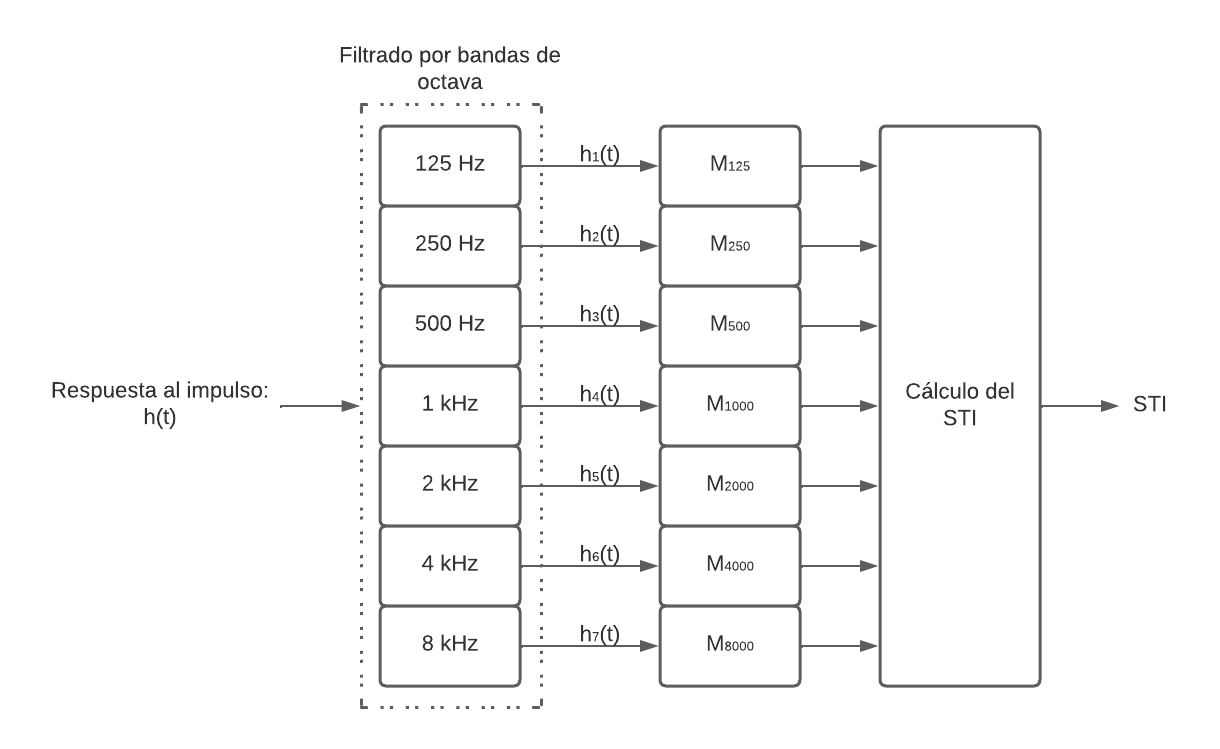 Filtrado por bandas de
octava
125 Hz
h₁(t)
M₁₂₅
250 Hz
h₂(t)
M₂₅₀
500 Hz
h₃(t)
M₅₀₀
Respuesta al impulso:
h(t)
1 kHz
h₄(t)
M₁₀₀₀
Cálculo del
STI
STI
2 kHz
h₅(t)
M₂₀₀₀
4 kHz
h₆(t)
M₄₀₀₀
8 kHz
h₇(t)
M₈₀₀₀